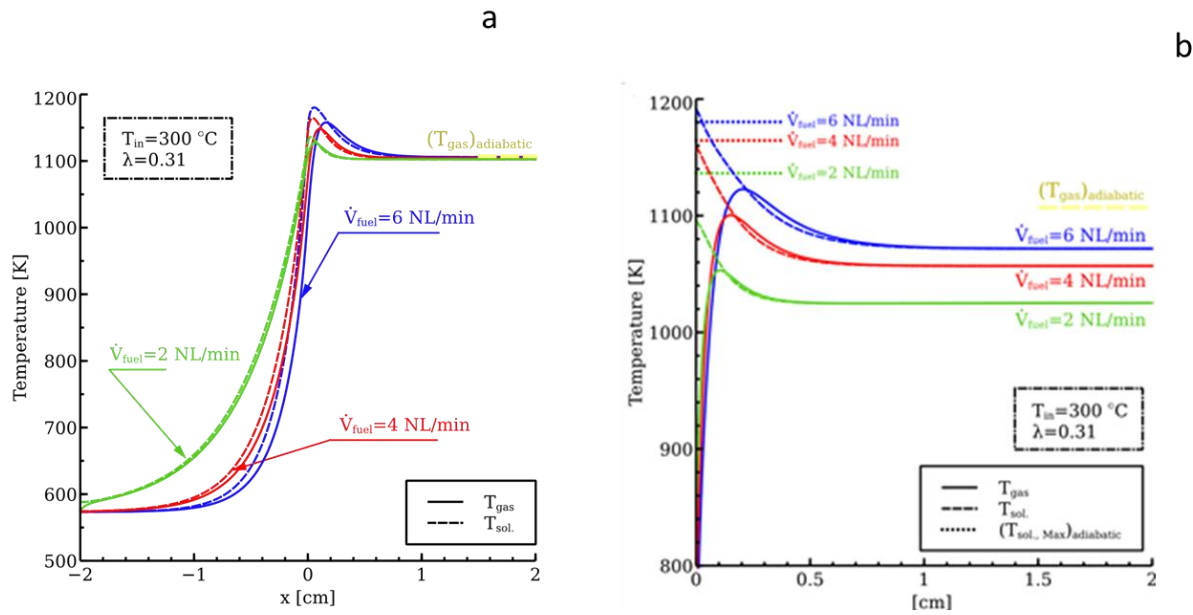 a
1200
1100
1000
900
800
700
600
500
Temperature [K]
T_in=300 °C
λ=0.31
(T_gas)_adiabatic
V̇_fuel=6 NL/min
V̇_fuel=2 NL/min
V̇_fuel=4 NL/min
T_gas
T_sol.
−2
−1
0
1
2
x [cm]
b
1200
1100
1000
900
800
Temperature [K]
V̇_fuel=6 NL/min
V̇_fuel=4 NL/min
V̇_fuel=2 NL/min
(T_gas)_adiabatic
V̇_fuel=6 NL/min
V̇_fuel=4 NL/min
V̇_fuel=2 NL/min
T_in=300 °C
λ=0.31
T_gas
T_sol.
(T_sol., Max)_adiabatic
0
0.5
1
1.5
2
[cm]